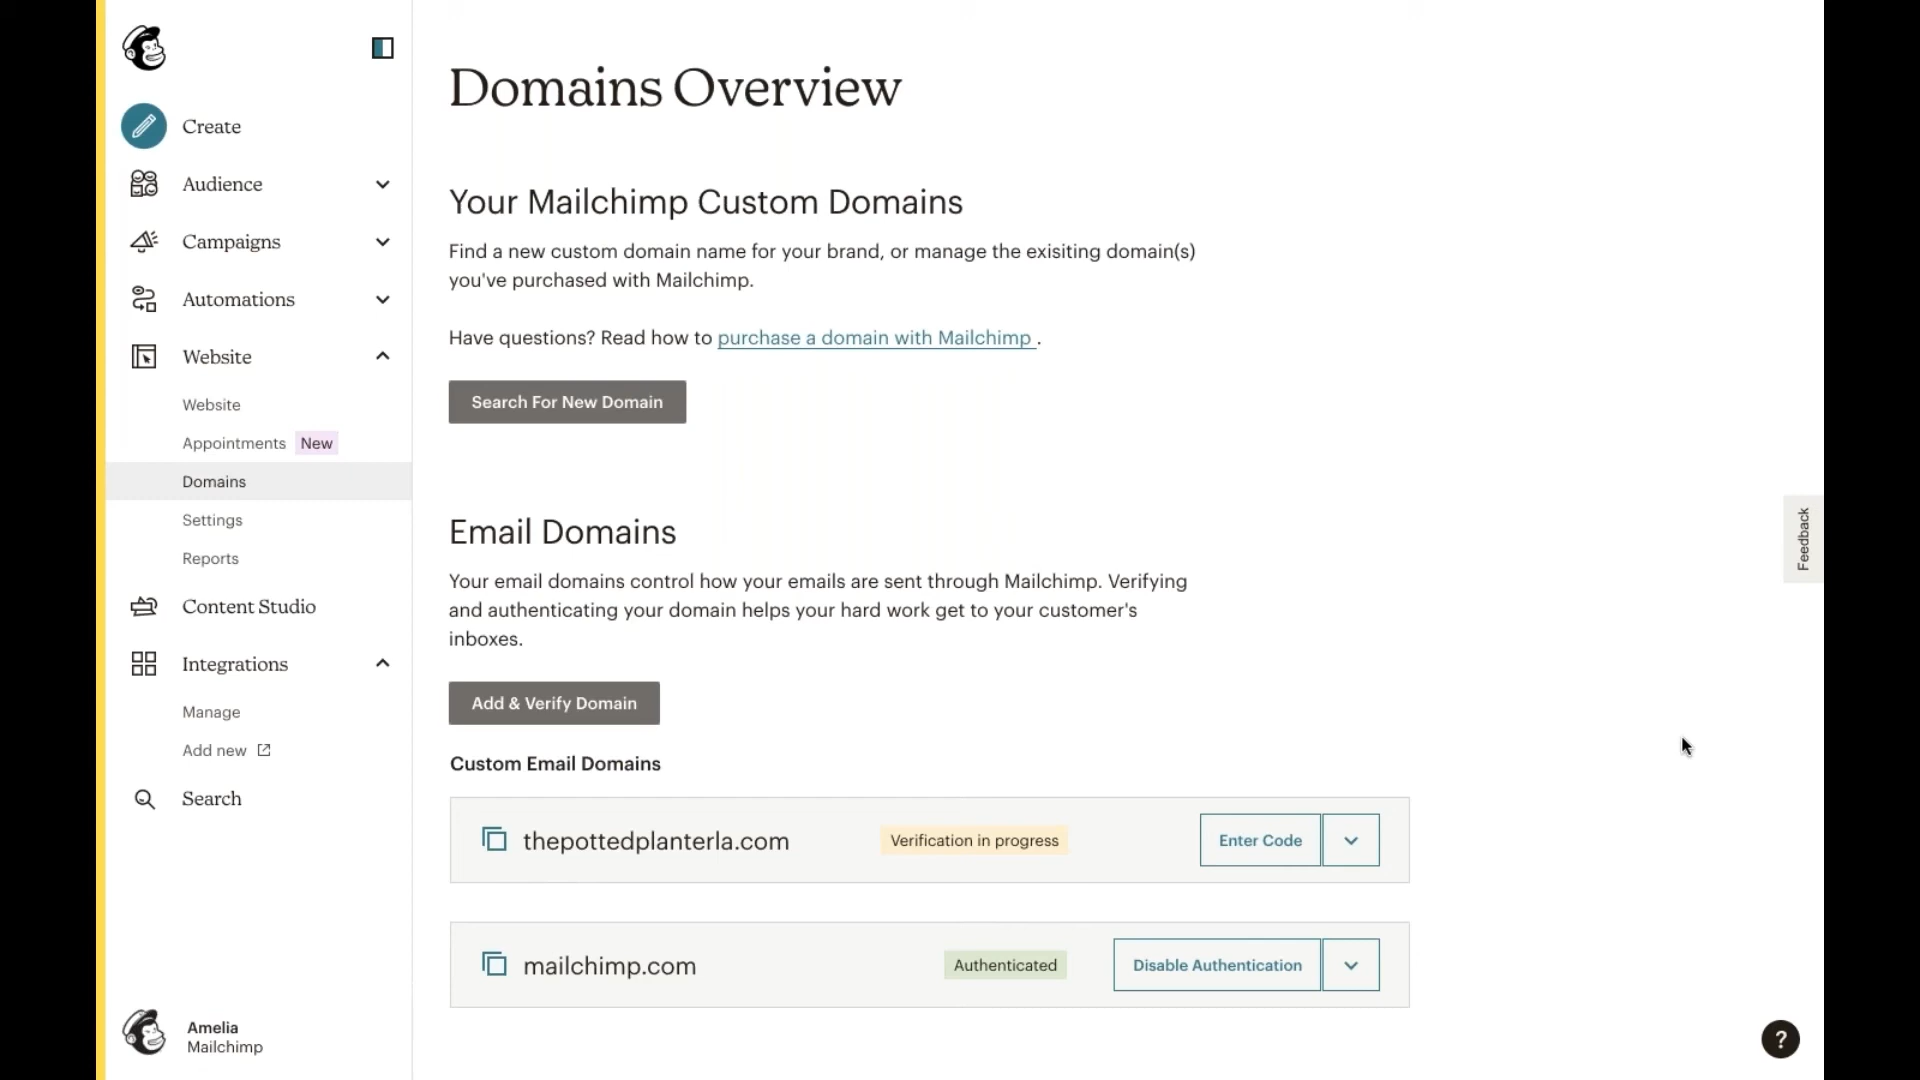 Create
Audience
Campaigns
Automations
Website
Website
Appointments New
Domains
Settings
Reports
Content Studio
Integrations
Manage
Add new
Search
Amelia
Mailchimp
Domains Overview
Your Mailchimp Custom Domains
Find a new custom domain name for your brand, or manage the exisiting domain(s)
you've purchased with Mailchimp.
Have questions? Read how to purchase a domain with Mailchimp .
Search For New Domain
Email Domains
Your email domains control how your emails are sent through Mailchimp. Verifying
and authenticating your domain helps your hard work get to your customer's
inboxes.
Add & Verify Domain
Custom Email Domains
thepottedplanterla.com Verification in progress Enter Code
mailchimp.com Authenticated Disable Authentication
Feedback
?